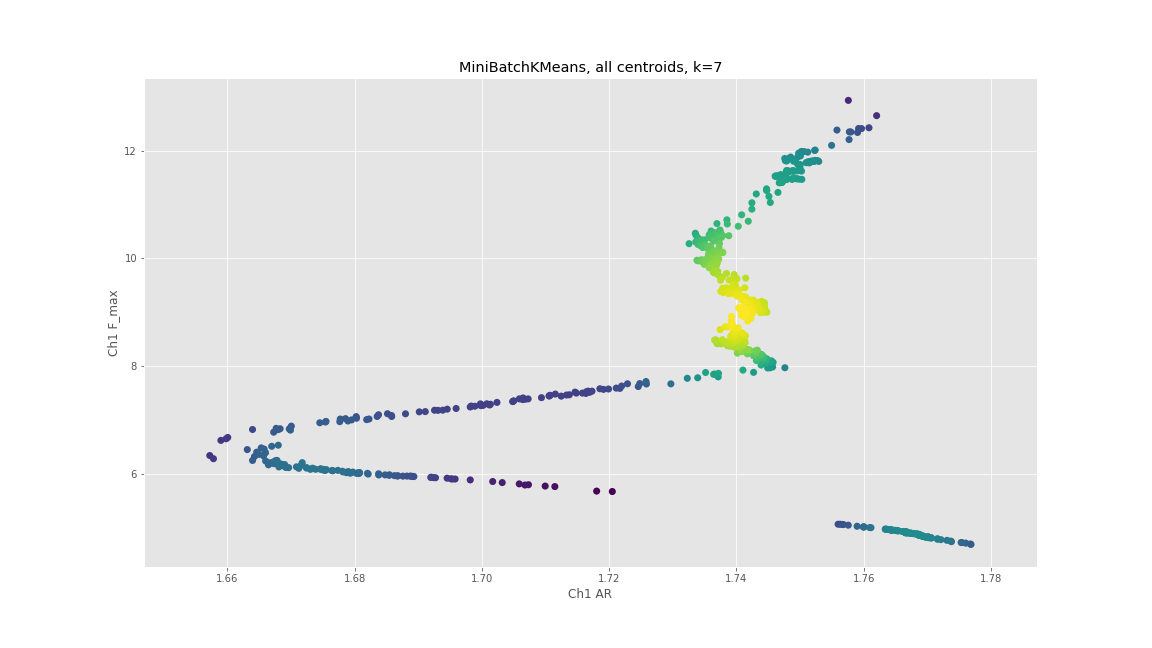 MiniBatchKMeans, all centroids, k=7
12
10
8
6
Ch1 F_max
1.66 1.68 1.70 1.72 1.74 1.76 1.78
Ch1 AR